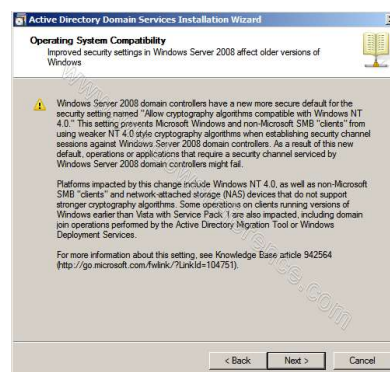 Active Directory Domain Services Installation Wizard
Operating System Compatibility
Improved security settings in Windows Server 2008 affect older versions of
Windows
Windows Server 2008 domain controllers have a new more secure default for the
security setting named "Allow cryptography algorithms compatible with Windows NT
4.0." This setting prevents Microsoft Windows and non-Microsoft SMB "clients" from
using weaker NT 4.0 style cryptography algorithms when establishing security channel
sessions against Windows Server 2008 domain controllers. As a result of this new
default, operations or applications that require a security channel serviced by
Windows Server 2008 domain controllers might fail.
Platforms impacted by this change include Windows NT 4.0, as well as non-Microsoft
SMB "clients" and network-attached storage (NAS) devices that do not support
stronger cryptography algorithms. Some operations on clients running versions of
Windows earlier than Vista with Service Pack 1 are also impacted, including domain
join operations performed by the Active Directory Migration Tool or Windows
Deployment Services.
For more information about this setting, see Knowledge Base article 942564
(http://go.microsoft.com/fwlink/?LinkId=104751).
< Back
Next >
Cancel